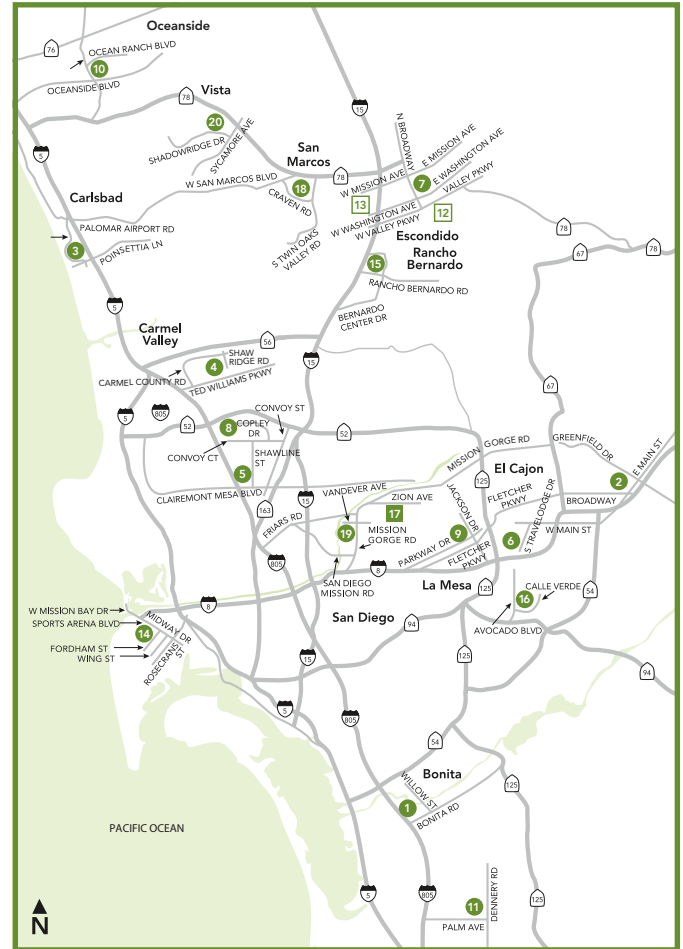 Oceanside
76
OCEAN RANCH BLVD
10
OCEANSIDE BLVD
78
Vista
15
20
SHADOWRIDGE DR
SYCAMORE AVE
5
San
Marcos
N BROADWAY
E MISSION AVE
E WASHINGTON AVE
VALLEY PKWY
78
7
W MISSION AVE
W SAN MARCOS BLVD
18
CRAVEN RD
13
12
W WASHINGTON AVE
W VALLEY PKWY
Carlsbad
PALOMAR AIRPORT RD
3
POINSETTIA LN
S TWIN OAKS
VALLEY RD
Escondido
Rancho
Bernardo
78
67
78
15
RANCHO BERNARDO RD
BERNARDO
CENTER DR
5
Carmel
Valley
56
15
SHAW
RIDGE RD
4
CARMEL COUNTY RD
TED WILLIAMS PKWY
67
5
805
52
CONVOY ST
8
COPLEY
DR
52
CONVOY CT
SHAWLINE
ST
5
MISSION
GORGE RD
GREENFIELD DR
E MAIN ST
El Cajon
125
2
CLAIREMONT MESA BLVD
VANDEVER AVE
ZION AVE
JACKSON DR
FLETCHER
PKWY
BROADWAY
163
15
17
FRIARS RD
19
MISSION
GORGE RD
9
S TRAVELODGE DR
W MAIN ST
6
PARKWAY DR
FLETCHER
PKWY
805
8
SAN DIEGO
MISSION RD
La Mesa
125
CALLE VERDE
16
54
W MISSION BAY DR
8
SPORTS ARENA BLVD
MIDWAY DR
14
San Diego
94
AVOCADO BLVD
FORDHAM ST
WING ST
ROSECRANS
ST
15
125
94
5
805
54
Bonita
125
WILLOW ST
1
BONITA RD
PACIFIC OCEAN
5
805
11
DENNERY RD
125
PALM AVE
N